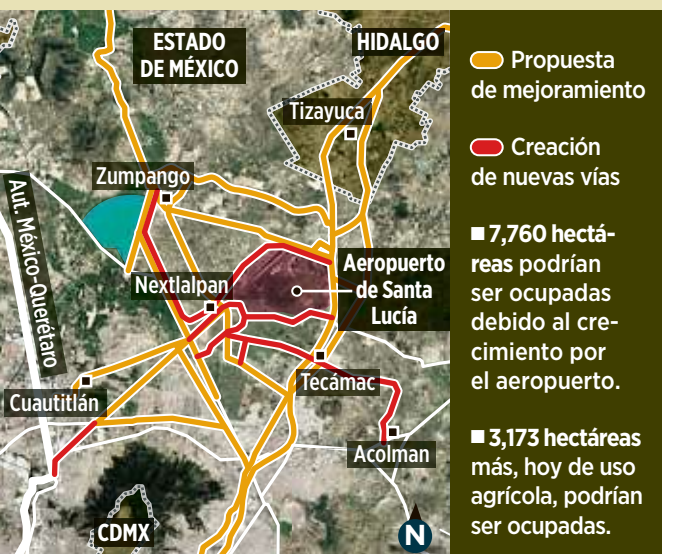 ESTADO
DE MÉXICO
HIDALGO
Tizayuca
Zumpango
Aut. México-Querétaro
Nextlalpan
Aeropuerto
de Santa
Lucía
Tecámac
Cuautitlán
Acolman
CDMX
N
Propuesta
de mejoramiento
Creación
de nuevas vías
■ 7,760 hectá-
reas podrían
ser ocupadas
debido al cre-
cimiento por
el aeropuerto.
■ 3,173 hectáreas
más, hoy de uso
agrícola, podrían
ser ocupadas.